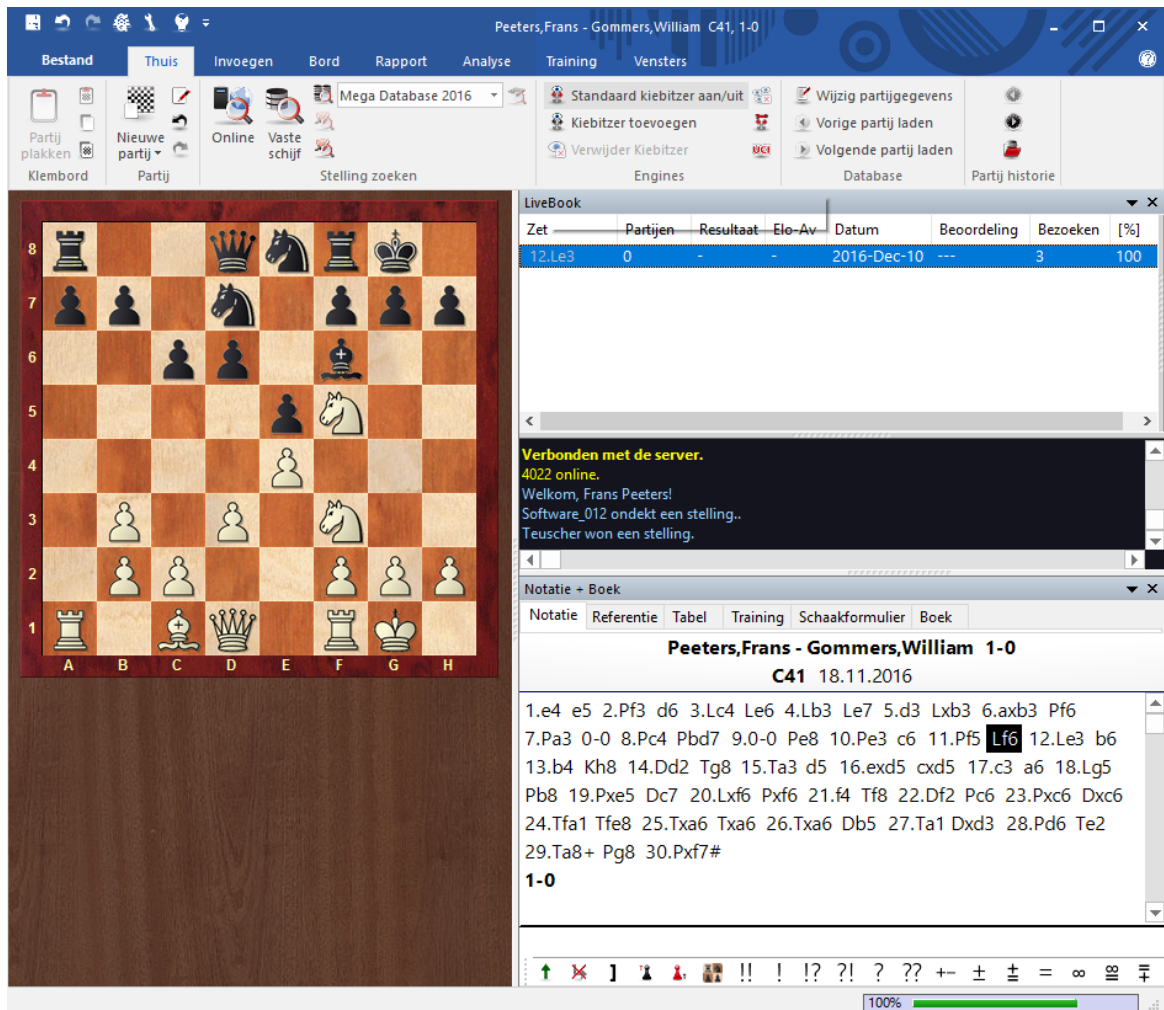 Peeters,Frans - Gommers,William  C41, 1-0
Bestand Thuis Invoegen Bord Rapport Analyse Training Vensters
Partij plakken
Klembord
Nieuwe partij
Partij
Online
Vaste schijf
Mega Database 2016
Stelling zoeken
Standaard kiebitzer aan/uit
Kiebitzer toevoegen
Verwijder Kiebitzer
UCI
Engines
Wijzig partijgegevens
Vorige partij laden
Volgende partij laden
Database
Partij historie
8
7
6
5
4
3
2
1
A B C D E F G H
LiveBook
Zet Partijen Resultaat Elo-Av Datum Beoordeling Bezoeken [%]
12.Le3 0 - - 2016-Dec-10 --- 3 100
Verbonden met de server.
4022 online.
Welkom, Frans Peeters!
Software_012 ondekt een stelling..
Teuscher won een stelling.
Notatie + Boek
Notatie Referentie Tabel Training Schaakformulier Boek
Peeters,Frans - Gommers,William  1-0
C41  18.11.2016
1.e4 e5 2.Pf3 d6 3.Lc4 Le6 4.Lb3 Le7 5.d3 Lxb3 6.axb3 Pf6
7.Pa3 0-0 8.Pc4 Pbd7 9.0-0 Pe8 10.Pe3 c6 11.Pf5 Lf6 12.Le3 b6
13.b4 Kh8 14.Dd2 Tg8 15.Ta3 d5 16.exd5 cxd5 17.c3 a6 18.Lg5
Pb8 19.Pxe5 Dc7 20.Lxf6 Pxf6 21.f4 Tf8 22.Df2 Pc6 23.Pxc6 Dxc6
24.Tfa1 Tfe8 25.Txa6 Txa6 26.Txa6 Db5 27.Ta1 Dxd3 28.Pd6 Te2
29.Ta8+ Pg8 30.Pxf7#
1-0
] !! ! !? ?! ? ?? +− ± ⩲ = ∞ ⯹ ∓
100%